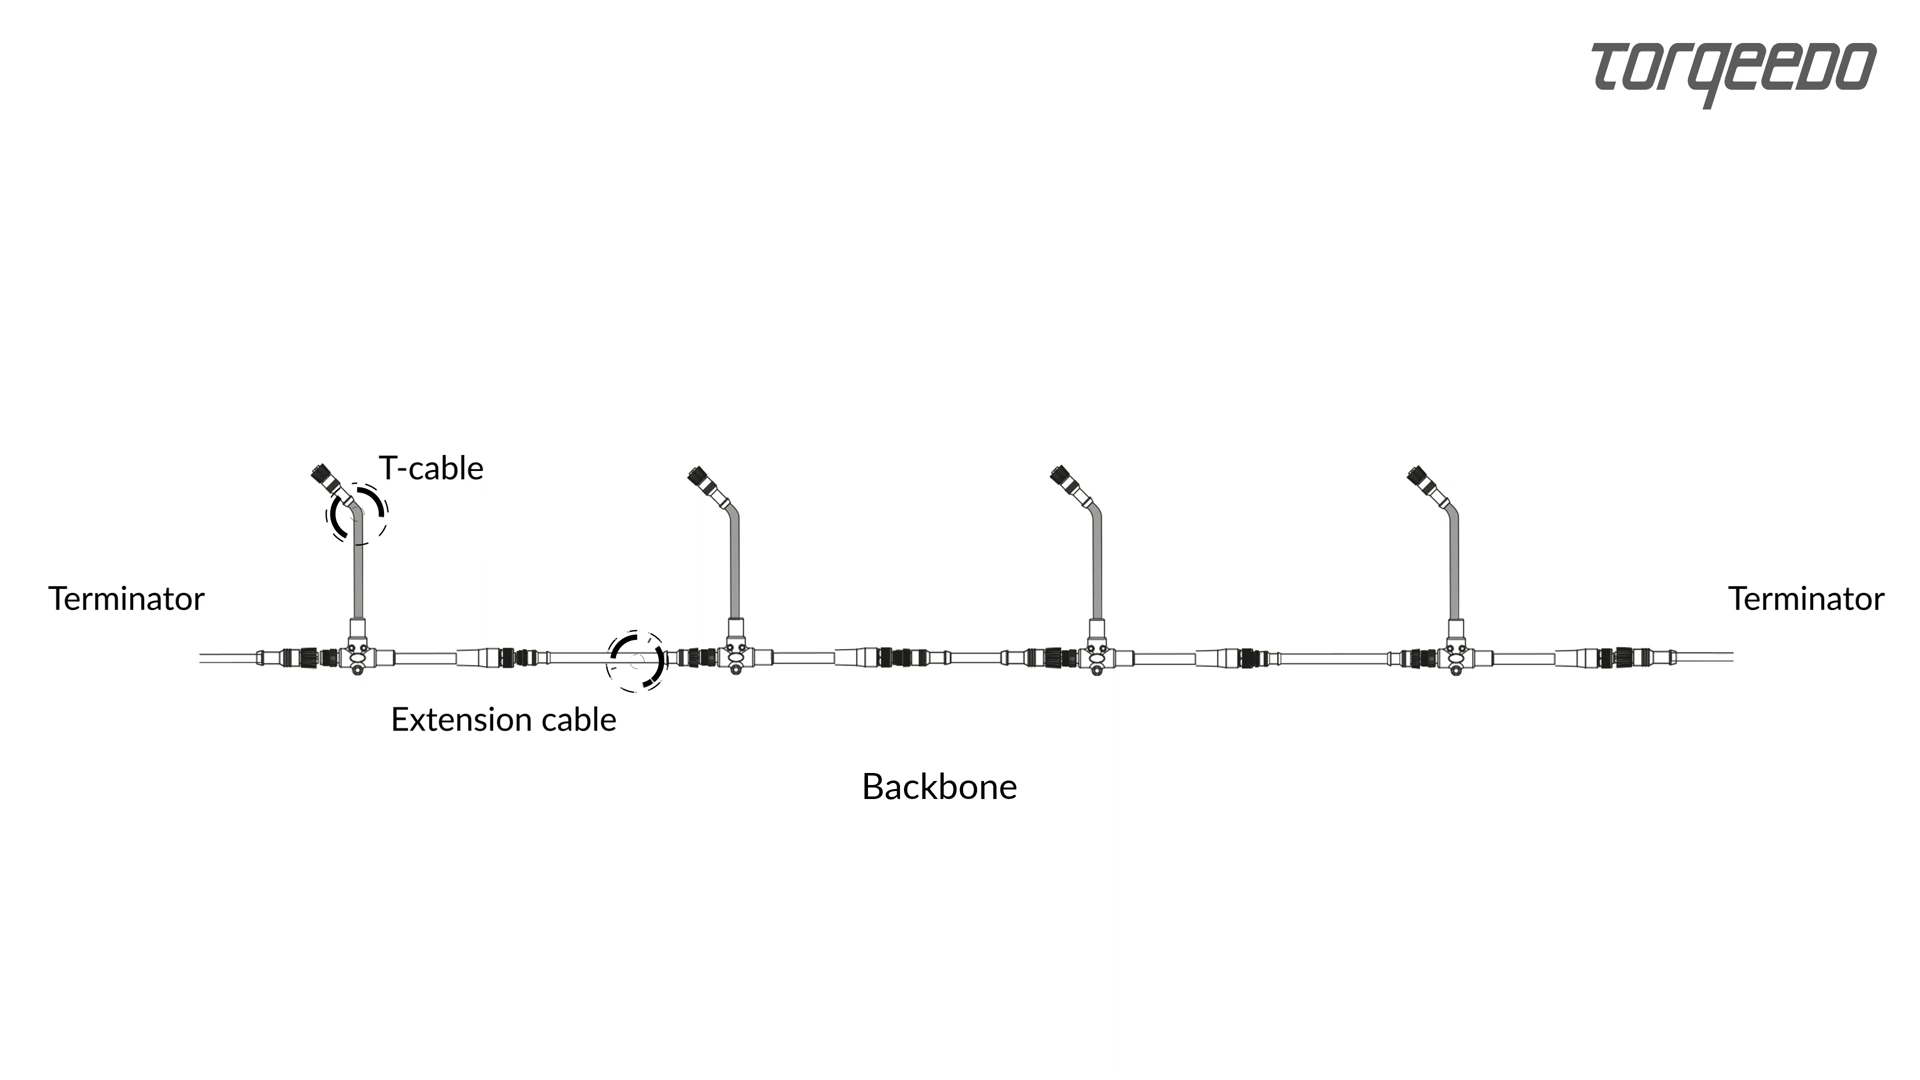 TorqeeDo
T-cable
Terminator
Terminator
Extension cable
Backbone